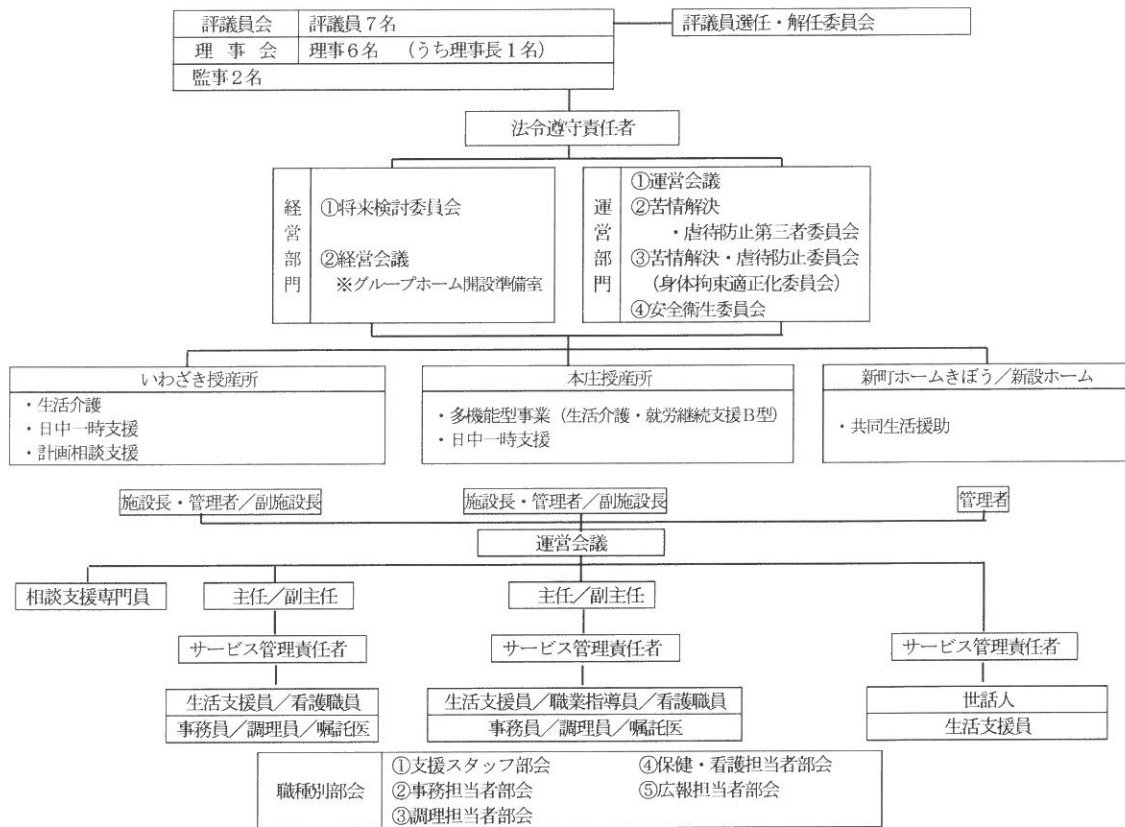 評議員会 評議員7名
評議員選任・解任委員会
理事会 理事6名 (うち理事長1名)
監事2名
法令遵守責任者
経営部門
①将来検討委員会
②経営会議
※グループホーム開設準備室
運営部門
①運営会議
②苦情解決
・虐待防止第三者委員会
③苦情解決・虐待防止委員会
(身体拘束適正化委員会)
④安全衛生委員会
いわざき授産所
・生活介護
・日中一時支援
・計画相談支援
本庄授産所
・多機能型事業(生活介護・就労継続支援B型)
・日中一時支援
新町ホームきぼう/新設ホーム
・共同生活援助
施設長・管理者/副施設長
施設長・管理者/副施設長
管理者
運営会議
相談支援専門員
主任/副主任
主任/副主任
サービス管理責任者
サービス管理責任者
サービス管理責任者
生活支援員/看護職員
事務員/調理員/嘱託医
生活支援員/職業指導員/看護職員
事務員/調理員/嘱託医
世話人
生活支援員
職種別部会
①支援スタッフ部会
②事務担当者部会
③調理担当者部会
④保健・看護担当者部会
⑤広報担当者部会